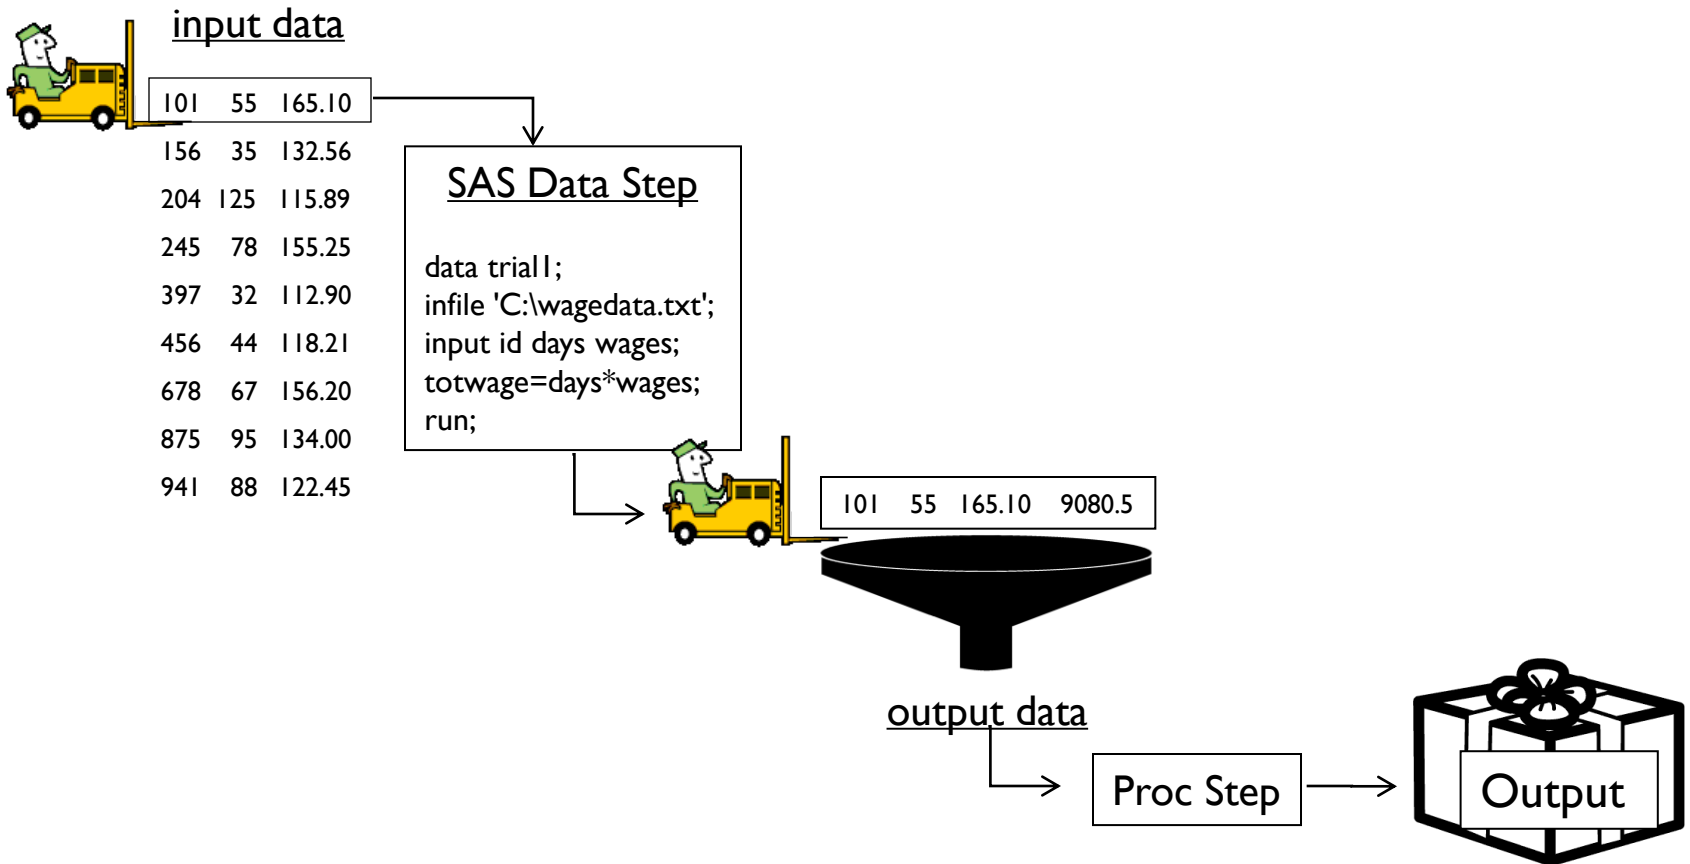 input data
101 55 165.10
156 35 132.56
204 125 115.89
245 78 155.25
397 32 112.90
456 44 118.21
678 67 156.20
875 95 134.00
941 88 122.45
SAS Data Step
data trial1;
infile 'C:\wagedata.txt';
input id days wages;
totwage=days*wages;
run;
101 55 165.10 9080.5
output data
Proc Step
Output